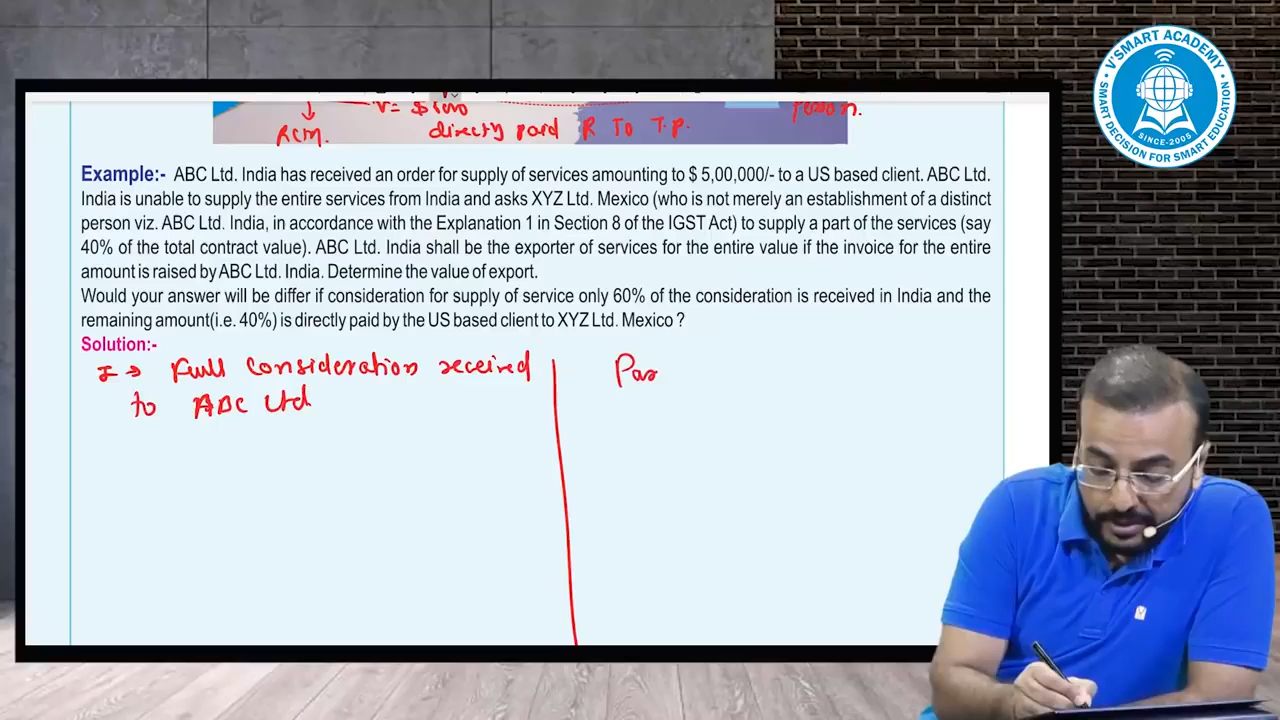 V'SMART ACADEMY
SMART DECISION FOR SMART EDUCATION
SINCE-2005
V= $
RCM.
directly paid R To T.P.
Example:- ABC Ltd. India has received an order for supply of services amounting to $ 5,00,000/- to a US based client. ABC Ltd.
India is unable to supply the entire services from India and asks XYZ Ltd. Mexico (who is not merely an establishment of a distinct
person viz. ABC Ltd. India, in accordance with the Explanation 1 in Section 8 of the IGST Act) to supply a part of the services (say
40% of the total contract value). ABC Ltd. India shall be the exporter of services for the entire value if the invoice for the entire
amount is raised by ABC Ltd. India. Determine the value of export.
Would your answer will be differ if consideration for supply of service only 60% of the consideration is received in India and the
remaining amount(i.e. 40%) is directly paid by the US based client to XYZ Ltd. Mexico ?
Solution:-
I → Full Consideration received Par
to ABC Ltd